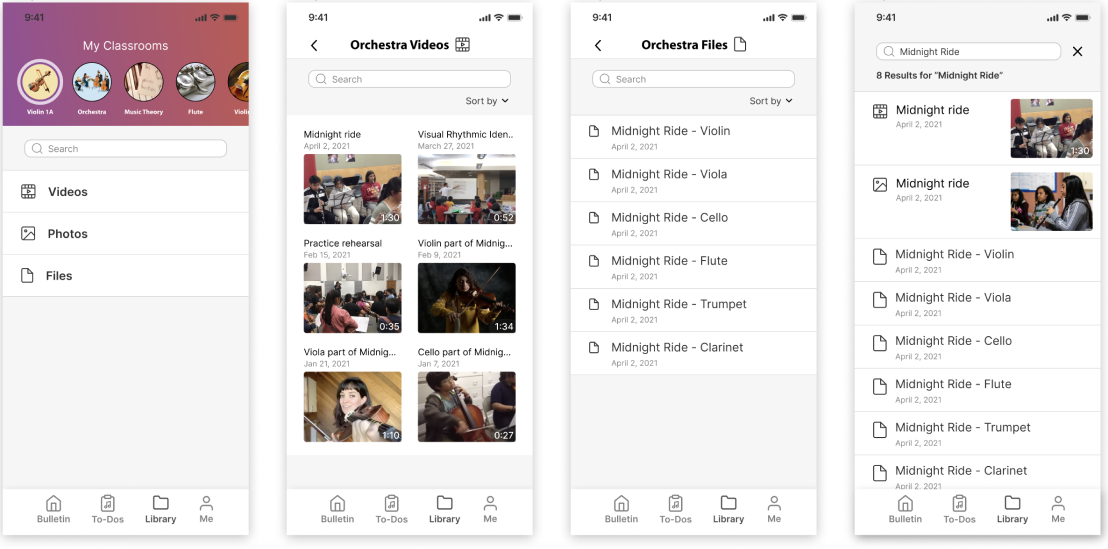 9:41
My Classrooms
Violin 1A
Orchestra
Music Theory
Flute
Violin
Search
Videos
Photos
Files
Bulletin
To-Dos
Library
Me
9:41
Orchestra Videos
Search
Sort by
Midnight ride
April 2, 2021
1:30
Visual Rhythmic Iden..
March 27, 2021
0:52
Practice rehearsal
Feb 15, 2021
0:35
Violin part of Midnig...
Feb 9, 2021
1:34
Viola part of Midnig...
Jan 21, 2021
1:10
Cello part of Midnig...
Jan 7, 2021
0:27
Bulletin
To-Dos
Library
Me
9:41
Orchestra Files
Search
Sort by
Midnight Ride - Violin
April 2, 2021
Midnight Ride - Viola
April 2, 2021
Midnight Ride - Cello
April 2, 2021
Midnight Ride - Flute
April 2, 2021
Midnight Ride - Trumpet
April 2, 2021
Midnight Ride - Clarinet
April 2, 2021
Bulletin
To-Dos
Library
Me
9:41
Midnight Ride
8 Results for “Midnight Ride”
Midnight ride
April 2, 2021
1:30
Midnight ride
April 2, 2021
Midnight Ride - Violin
April 2, 2021
Midnight Ride - Viola
April 2, 2021
Midnight Ride - Cello
April 2, 2021
Midnight Ride - Flute
April 2, 2021
Midnight Ride - Trumpet
April 2, 2021
Midnight Ride - Clarinet
April 2, 2021
Bulletin
To-Dos
Library
Me